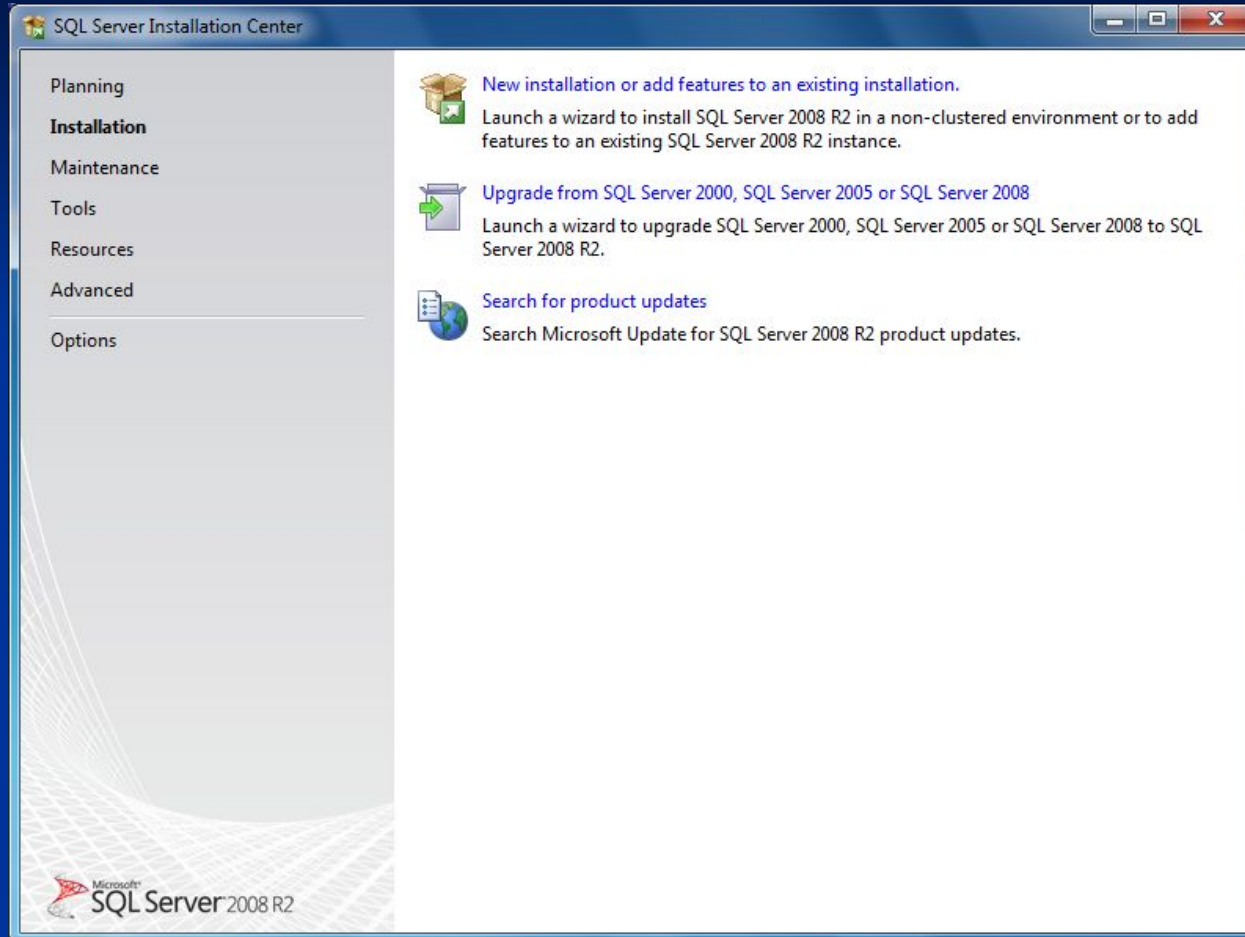 SQL Server Installation Center
Planning
Installation
Maintenance
Tools
Resources
Advanced
Options
New installation or add features to an existing installation.
Launch a wizard to install SQL Server 2008 R2 in a non-clustered environment or to add
features to an existing SQL Server 2008 R2 instance.
Upgrade from SQL Server 2000, SQL Server 2005 or SQL Server 2008
Launch a wizard to upgrade SQL Server 2000, SQL Server 2005 or SQL Server 2008 to SQL
Server 2008 R2.
Search for product updates
Search Microsoft Update for SQL Server 2008 R2 product updates.
Microsoft®
SQL Server® 2008 R2